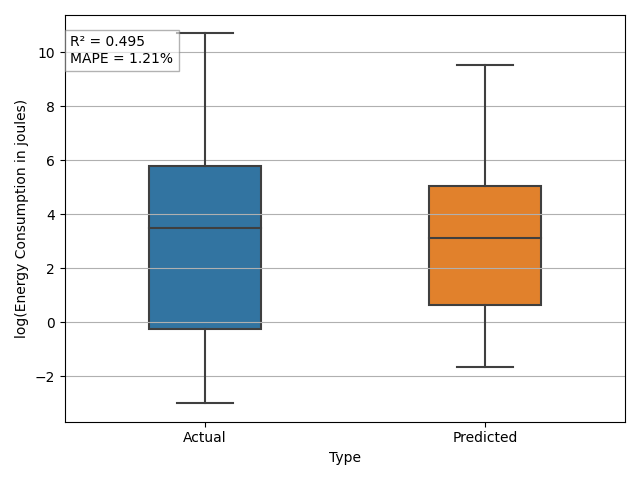 R² = 0.495
MAPE = 1.21%
10
8
6
4
2
0
−2
log(Energy Consumption in joules)
Actual
Predicted
Type